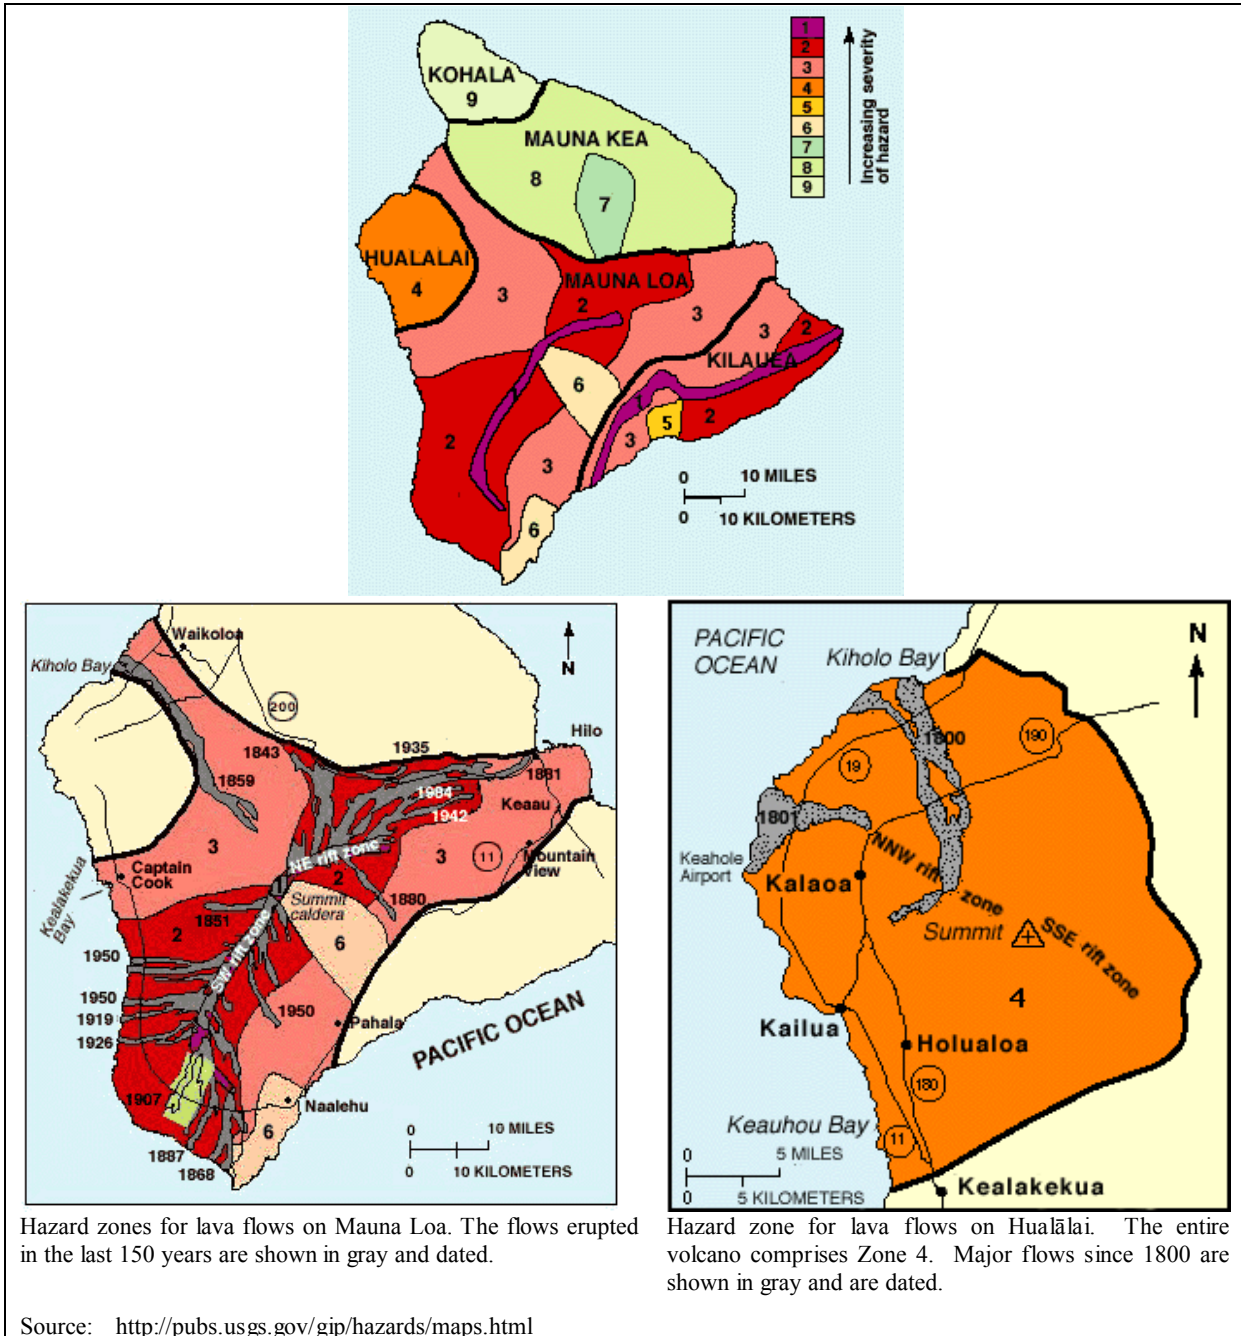 KOHALA
9
MAUNA KEA
8
7
HUALALAI
4
MAUNA LOA
2
3
3
3
2
KILAUEA
6
1
5
2
3
2
3
6
1
2
3
4
5
6
7
8
9
Increasing severity
of hazard
0 10 MILES
0 10 KILOMETERS
Waikoloa
Kiholo Bay
N
200
Hilo
1843
1935
1859
1881
1984
Keaau
1942
3
NE rift zone
3
11
Mountain
View
Captain
Cook
2
Kealakekua
Bay
Summit
caldera
1880
1851
2
6
SW rift zone
1950
1950
1950
1919
Pahala
1926
PACIFIC OCEAN
1907
Naalehu
6
1887
1868
0 10 MILES
0 10 KILOMETERS
PACIFIC
OCEAN
Kiholo Bay
N
1800
190
19
1801
Keahole
Airport
NNW rift
zone
Kalaoa
Summit
SSE rift
zone
4
Kailua
Holualoa
180
Keauhou Bay
11
0 5 MILES
0 5 KILOMETERS
Kealakekua
Hazard zones for lava flows on Mauna Loa. The flows erupted
in the last 150 years are shown in gray and dated.
Hazard zone for lava flows on Hualālai. The entire
volcano comprises Zone 4. Major flows since 1800 are
shown in gray and are dated.
Source: http://pubs.usgs.gov/gip/hazards/maps.html